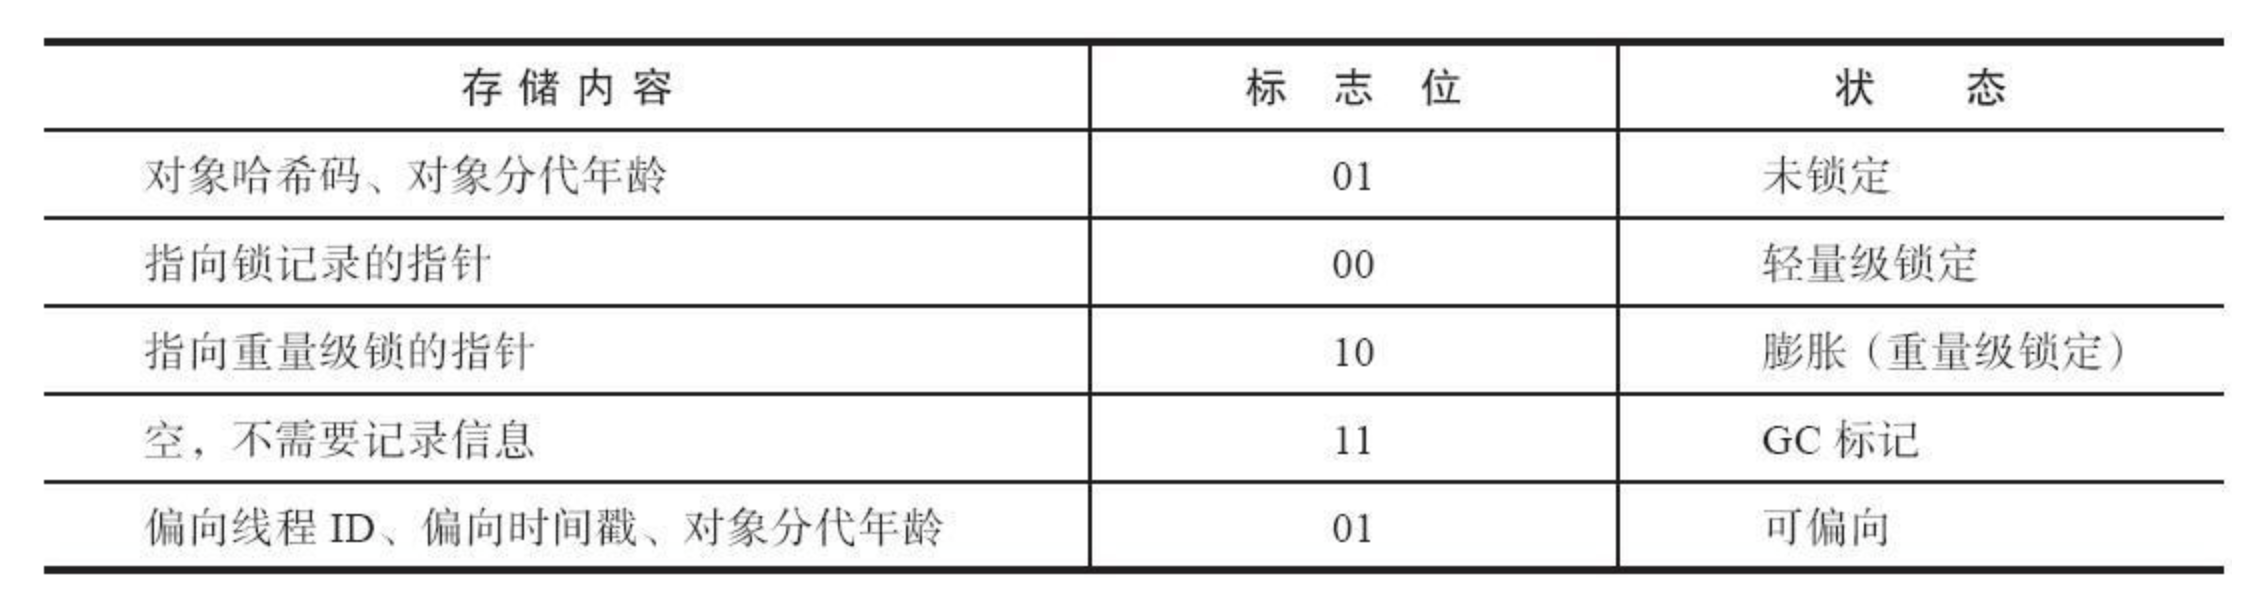 存储内容 标志位 状态
对象哈希码、对象分代年龄 01 未锁定
指向锁记录的指针 00 轻量级锁定
指向重量级锁的指针 10 膨胀（重量级锁定）
空，不需要记录信息 11 GC 标记
偏向线程 ID、偏向时间戳、对象分代年龄 01 可偏向